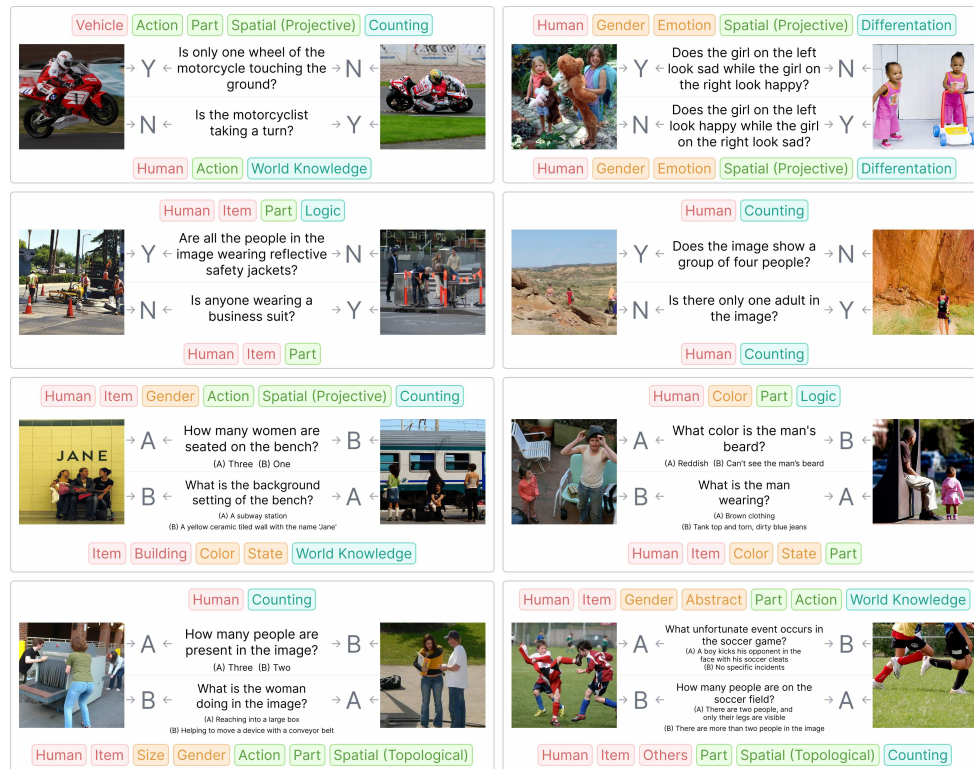 Vehicle Action Part Spatial (Projective) Counting
Y
Is only one wheel of the
motorcycle touching the
ground?
N
N
Is the motorcyclist
taking a turn?
Y
Human Action World Knowledge
Human Gender Emotion Spatial (Projective) Differentation
Y
Does the girl on the left
look sad while the girl on
the right look happy?
N
N
Does the girl on the left
look happy while the girl
on the right look sad?
Y
Human Gender Emotion Spatial (Projective) Differentation
Human Item Part Logic
Y
Are all the people in the
image wearing reflective
safety jackets?
N
N
Is anyone wearing a
business suit?
Y
Human Item Part
Human Counting
Y
Does the image show a
group of four people?
N
N
Is there only one adult in
the image?
Y
Human Counting
Human Item Gender Action Spatial (Projective) Counting
JANE
A
How many women are
seated on the bench?
(A) Three (B) One
B
B
What is the background
setting of the bench?
(A) A subway station
(B) A yellow ceramic tiled wall with the name 'Jane'
A
Item Building Color State World Knowledge
Human Color Part Logic
A
What color is the man's
beard?
(A) Reddish (B) Can't see the man's beard
B
B
What is the man
wearing?
(A) Brown clothing
(B) Tank top and torn, dirty blue jeans
A
Human Item Color State Part
Human Counting
A
How many people are
present in the image?
(A) Three (B) Two
B
B
What is the woman
doing in the image?
(A) Reaching into a large box
(B) Helping to move a device with a conveyor belt
A
Human Item Size Gender Action Part Spatial (Topological)
Human Item Gender Abstract Part Action World Knowledge
A
What unfortunate event occurs in
the soccer game?
(A) A boy kicks his opponent in the
face with his soccer cleats
(B) No specific incidents
B
B
How many people are on the
soccer field?
(A) There are two people, and
only their legs are visible
(B) There are more than two people in the image
A
Human Item Others Part Spatial (Topological) Counting